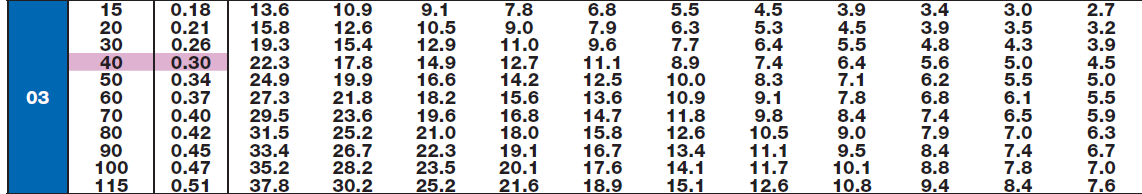 15 0.18 13.6 10.9 9.1 7.8 6.8 5.5 4.5 3.9 3.4 3.0 2.7
20 0.21 15.8 12.6 10.5 9.0 7.9 6.3 5.3 4.5 3.9 3.5 3.2
30 0.26 19.3 15.4 12.9 11.0 9.6 7.7 6.4 5.5 4.8 4.3 3.9
40 0.30 22.3 17.8 14.9 12.7 11.1 8.9 7.4 6.4 5.6 5.0 4.5
50 0.34 24.9 19.9 16.6 14.2 12.5 10.0 8.3 7.1 6.2 5.5 5.0
03 60 0.37 27.3 21.8 18.2 15.6 13.6 10.9 9.1 7.8 6.8 6.1 5.5
70 0.40 29.5 23.6 19.6 16.8 14.7 11.8 9.8 8.4 7.4 6.5 5.9
80 0.42 31.5 25.2 21.0 18.0 15.8 12.6 10.5 9.0 7.9 7.0 6.3
90 0.45 33.4 26.7 22.3 19.1 16.7 13.4 11.1 9.5 8.4 7.4 6.7
100 0.47 35.2 28.2 23.5 20.1 17.6 14.1 11.7 10.1 8.8 7.8 7.0
115 0.51 37.8 30.2 25.2 21.6 18.9 15.1 12.6 10.8 9.4 8.4 7.6